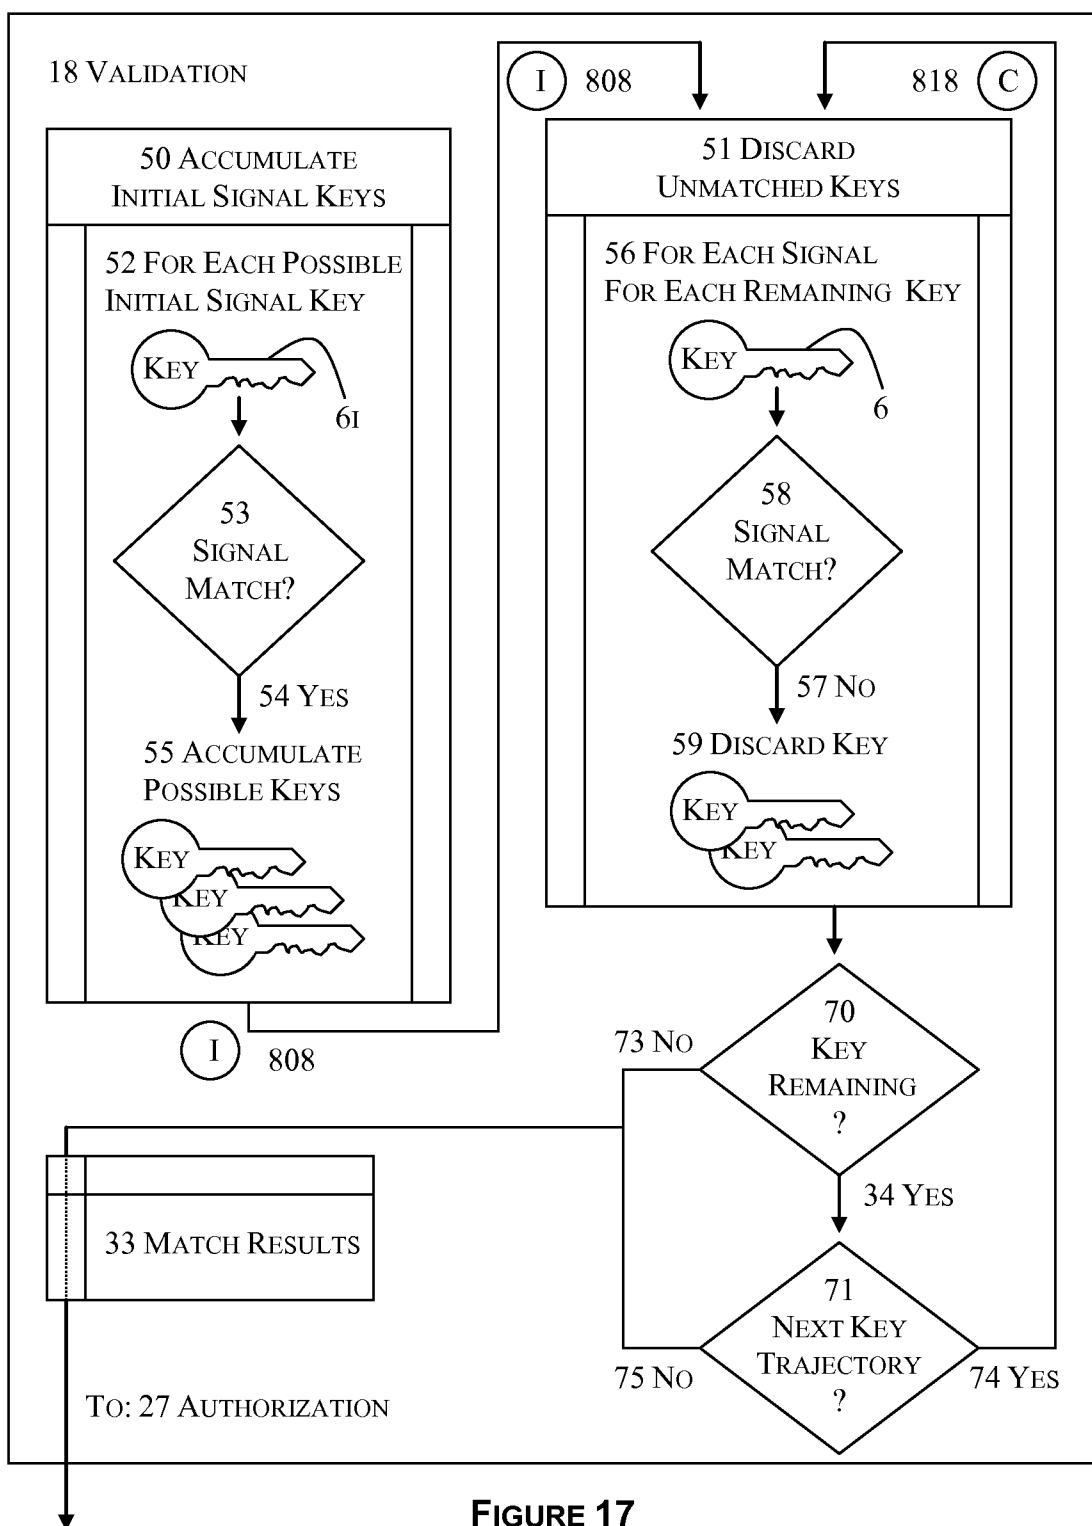 18 VALIDATION
50 ACCUMULATE
INITIAL SIGNAL KEYS
52 FOR EACH POSSIBLE
INITIAL SIGNAL KEY
KEY
6I
53
SIGNAL
MATCH?
54 YES
55 ACCUMULATE
POSSIBLE KEYS
KEY
KEY
KEY
I
808
I
808
818
C
51 DISCARD
UNMATCHED KEYS
56 FOR EACH SIGNAL
FOR EACH REMAINING KEY
KEY
6
58
SIGNAL
MATCH?
57 NO
59 DISCARD KEY
KEY
KEY
70
KEY
REMAINING
?
73 NO
34 YES
71
NEXT KEY
TRAJECTORY
?
75 NO
74 YES
33 MATCH RESULTS
TO: 27 AUTHORIZATION
FIGURE 17